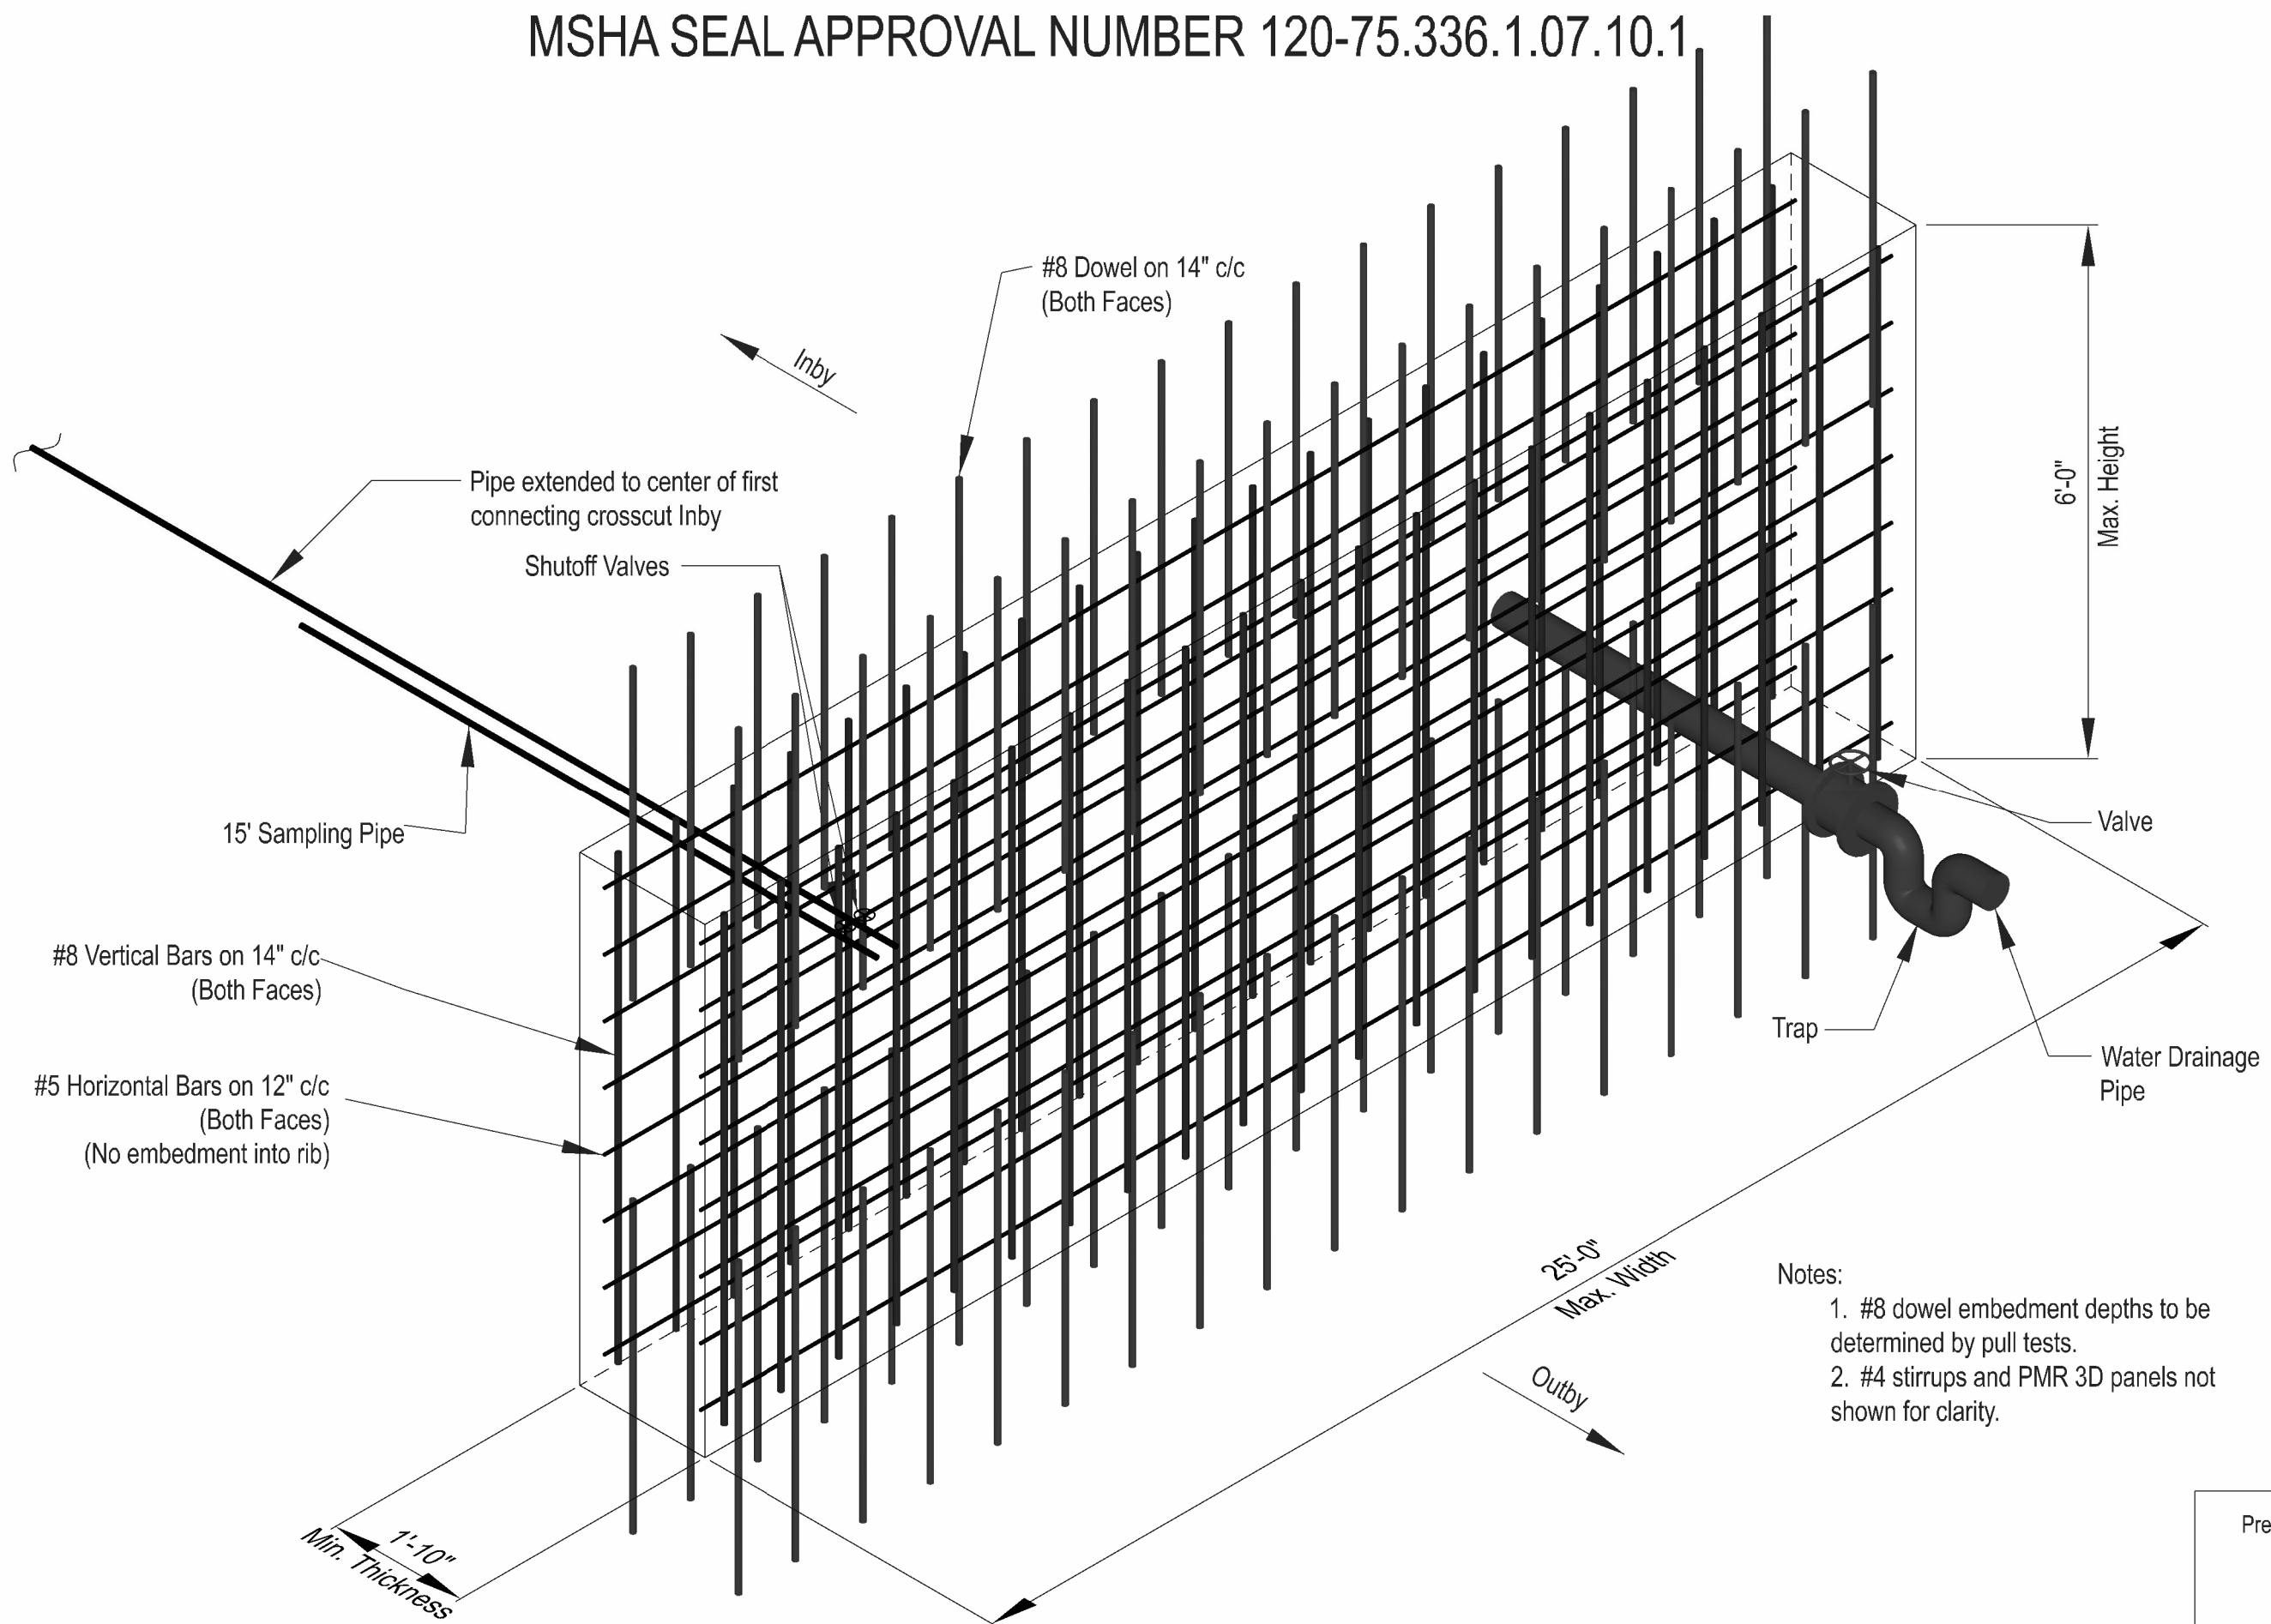 MSHA SEAL APPROVAL NUMBER 120-75.336.1.07.10.1
#8 Dowel on 14" c/c
(Both Faces)
Inby
Pipe extended to center of first
connecting crosscut Inby
Shutoff Valves
6'-0"
Max. Height
15' Sampling Pipe
Valve
#8 Vertical Bars on 14" c/c
(Both Faces)
Trap
Water Drainage
Pipe
#5 Horizontal Bars on 12" c/c
(Both Faces)
(No embedment into rib)
25'-0"
Max. Width
Outby
Notes:
1. #8 dowel embedment depths to be
determined by pull tests.
2. #4 stirrups and PMR 3D panels not
shown for clarity.
1'-10"
Min. Thickness
Pre